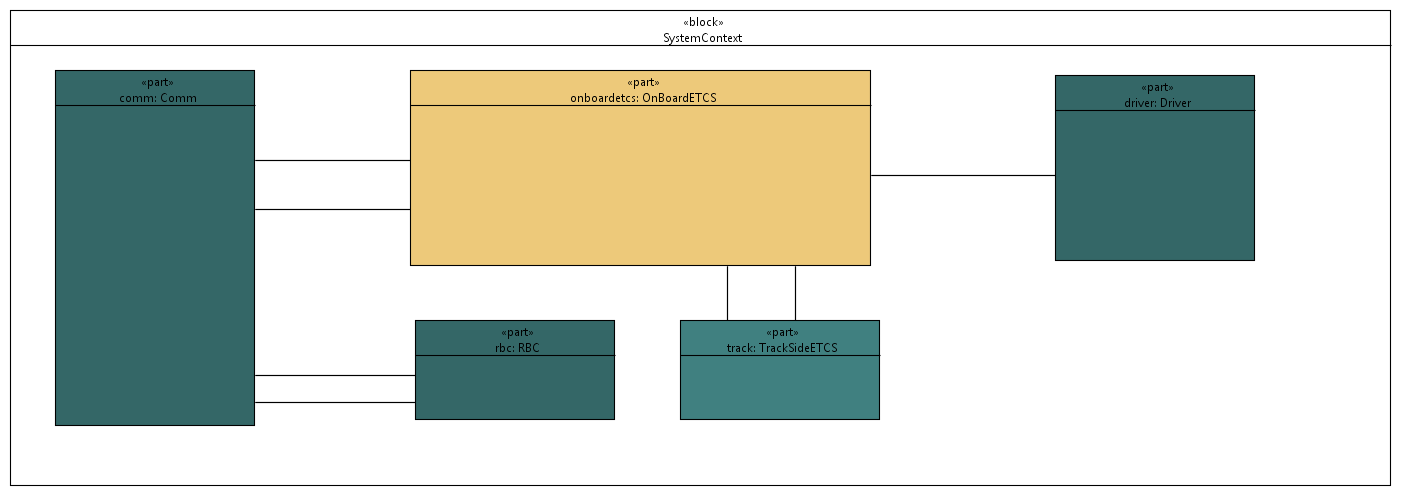 «block»
SystemContext
«part»
comm: Comm
«part»
onboardetcs: OnBoardETCS
«part»
driver: Driver
«part»
rbc: RBC
«part»
track: TrackSideETCS